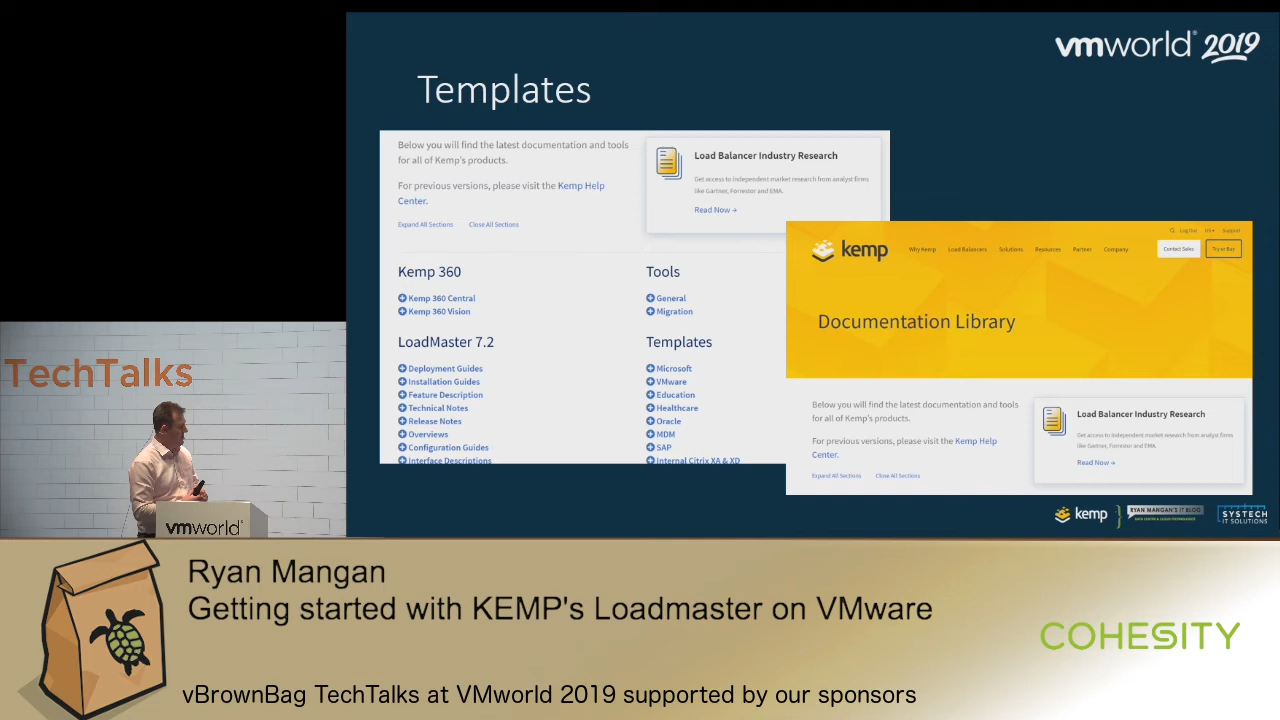 vmworld® 2019
Templates
Below you will find the latest documentation and tools
for all of Kemp's products.
For previous versions, please visit the Kemp Help
Center.
Expand All Sections Close All Sections
Load Balancer Industry Research
Get access to independent market research from analyst firms
like Gartner, Forrester and EMA.
Read Now →
Kemp 360
Kemp 360 Central
Kemp 360 Vision
LoadMaster 7.2
Deployment Guides
Installation Guides
Feature Description
Technical Notes
Release Notes
Overviews
Configuration Guides
Interface Descriptions
Tools
General
Migration
Templates
Microsoft
VMware
Education
Healthcare
Oracle
MDM
SAP
Internal Citrix XA & XD
Log Out US Support
kemp Why Kemp Load Balancers Solutions Resources Partner Company Contact Sales Try or Buy
Documentation Library
Below you will find the latest documentation and tools
for all of Kemp's products.
For previous versions, please visit the Kemp Help
Center.
Expand All Sections Close All Sections
Load Balancer Industry Research
Get access to independent market research from analyst firms
like Gartner, Forrester and EMA.
Read Now →
kemp
RYAN MANGAN'S IT BLOG
DATA CENTER & CLOUD TECHNOLOGIST
SYSTECH
IT SOLUTIONS
TechTalks
vmworld®
Ryan Mangan
Getting started with KEMP's Loadmaster on VMware
COHESITY
vBrownBag TechTalks at VMworld 2019 supported by our sponsors